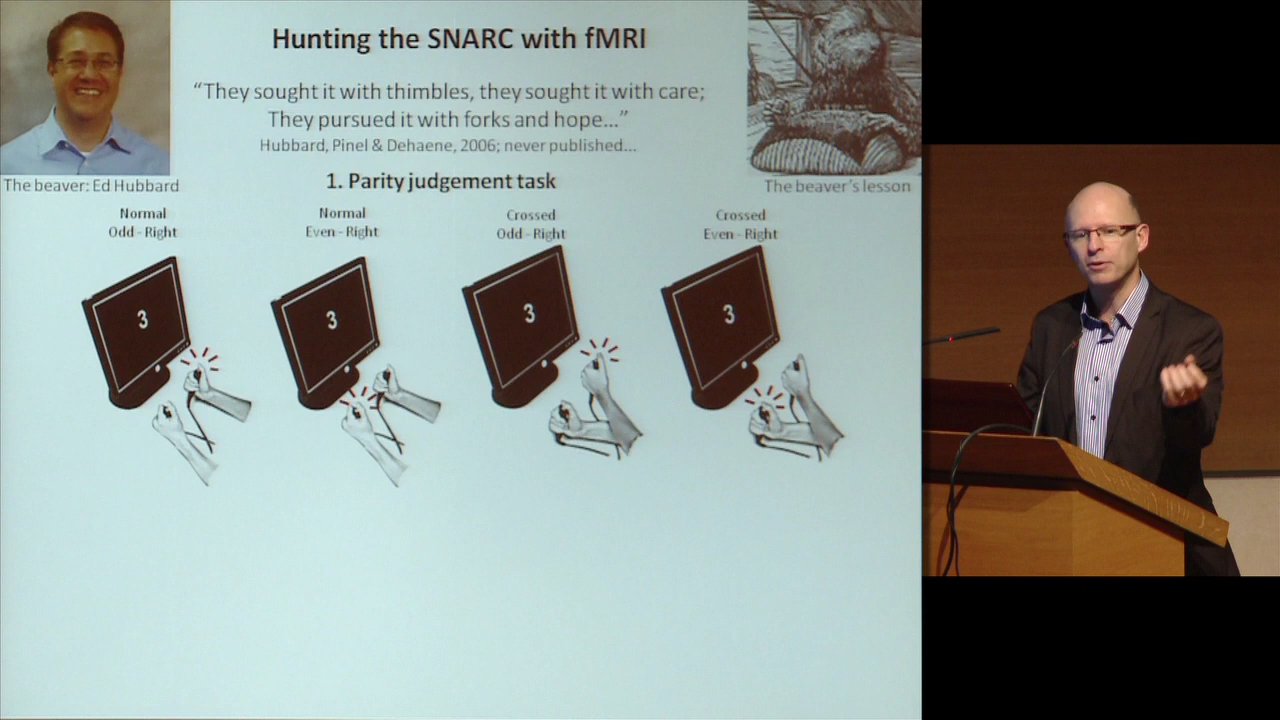 Hunting the SNARC with fMRI
“They sought it with thimbles, they sought it with care;
They pursued it with forks and hope...”
Hubbard, Pinel & Dehaene, 2006; never published...
The beaver: Ed Hubbard
1. Parity judgement task
The beaver's lesson
Normal
Odd - Right
Normal
Even - Right
Crossed
Odd - Right
Crossed
Even - Right
3
3
3
3